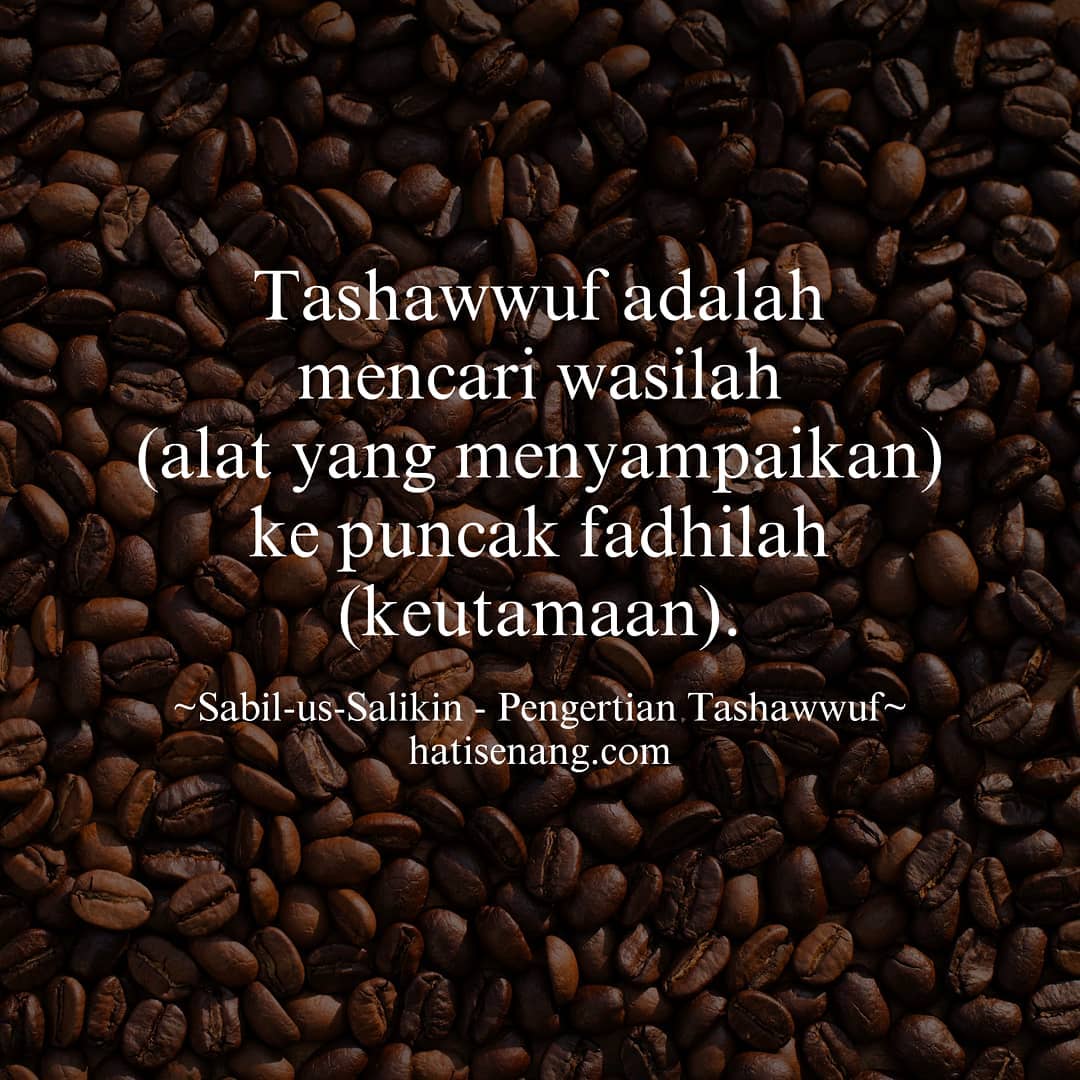 Tashawwuf adalah
mencari wasilah
(alat yang menyampaikan)
ke puncak fadhilah
(keutamaan).
~Sabil-us-Salikin - Pengertian Tashawwuf~
hatisenang.com